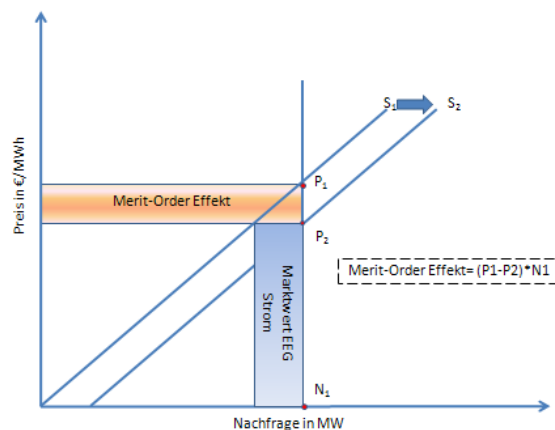 Preis in €/MWh
S1
S2
P1
Merit-Order Effekt
P2
Marktwert EEG
Strom
Merit-Order Effekt= (P1-P2)*N1
N1
Nachfrage in MW